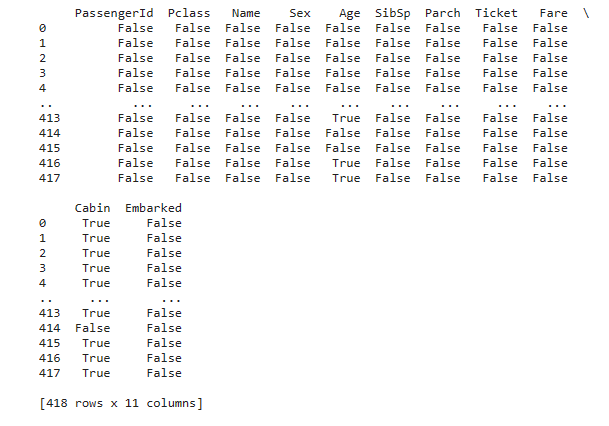 PassengerId Pclass Name Sex Age SibSp Parch Ticket Fare \
0 False False False False False False False False False
1 False False False False False False False False False
2 False False False False False False False False False
3 False False False False False False False False False
4 False False False False False False False False False
.. ... ... ... ... ... ... ... ... ...
413 False False False False True False False False False
414 False False False False False False False False False
415 False False False False False False False False False
416 False False False False True False False False False
417 False False False False True False False False False
Cabin Embarked
0 True False
1 True False
2 True False
3 True False
4 True False
.. ... ...
413 True False
414 False False
415 True False
416 True False
417 True False
[418 rows x 11 columns]